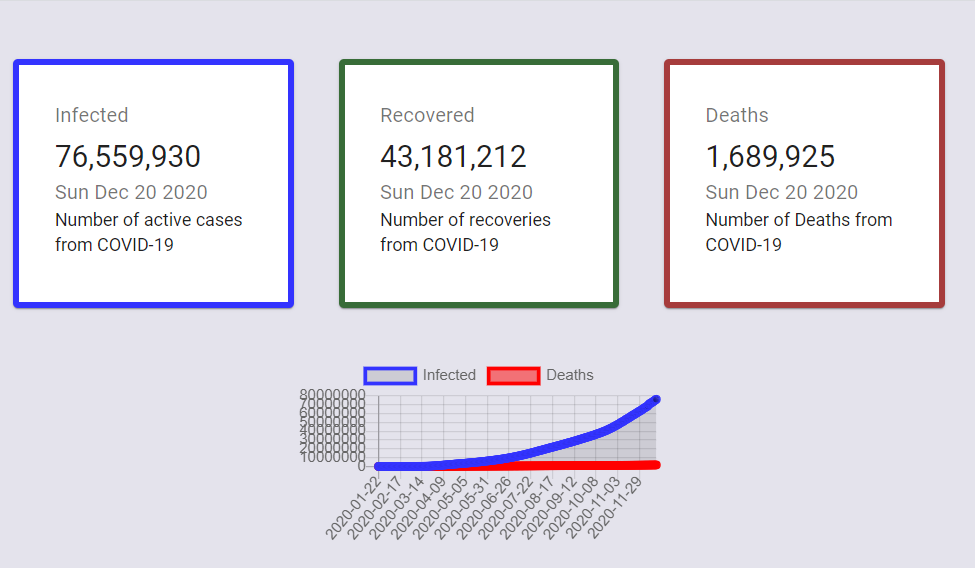 Infected
76,559,930
Sun Dec 20 2020
Number of active cases
from COVID-19
Recovered
43,181,212
Sun Dec 20 2020
Number of recoveries
from COVID-19
Deaths
1,689,925
Sun Dec 20 2020
Number of Deaths from
COVID-19
Infected Deaths
80000000
70000000
60000000
50000000
40000000
30000000
20000000
10000000
0
2020-01-22
2020-02-17
2020-03-14
2020-04-09
2020-05-05
2020-05-31
2020-06-26
2020-07-22
2020-08-17
2020-09-12
2020-10-08
2020-11-03
2020-11-29